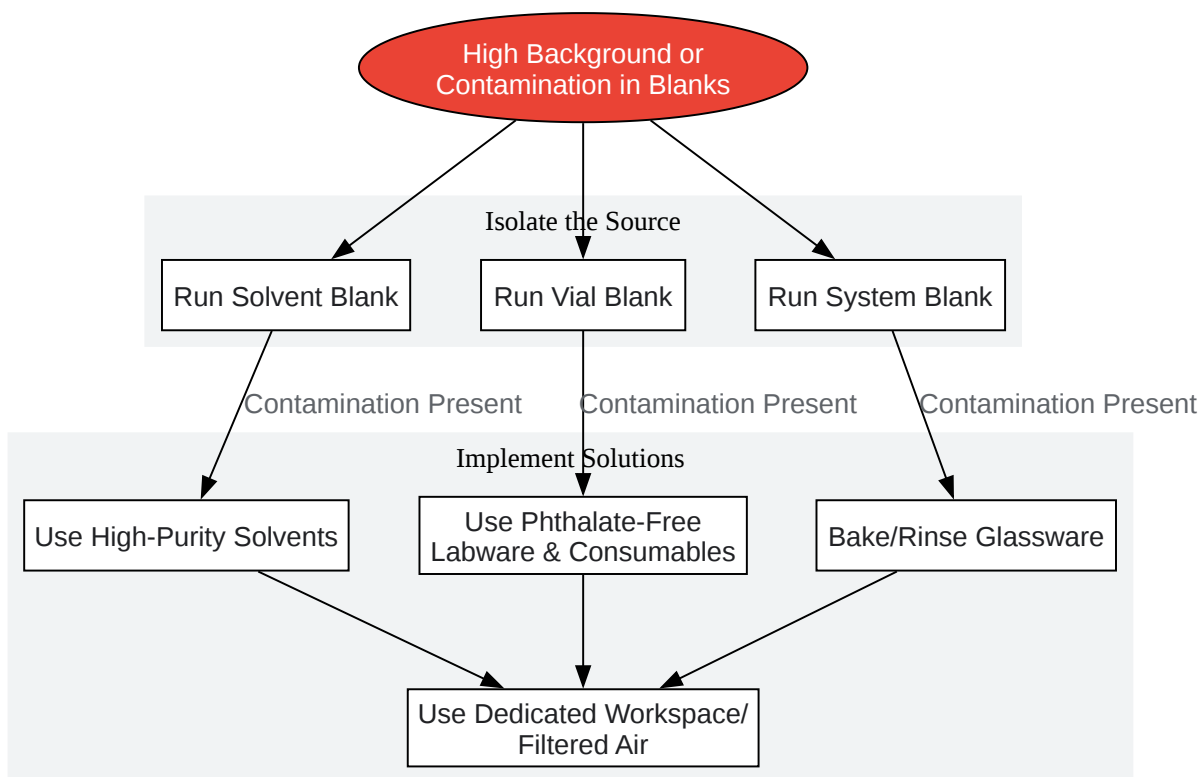 High Background or
Contamination in Blanks
Isolate the Source
Run Solvent Blank
Run Vial Blank
Run System Blank
Contamination Present
Contamination Present
Contamination Present
Implement Solutions
Use High-Purity Solvents
Use Phthalate-Free
Labware & Consumables
Bake/Rinse Glassware
Use Dedicated Workspace/
Filtered Air